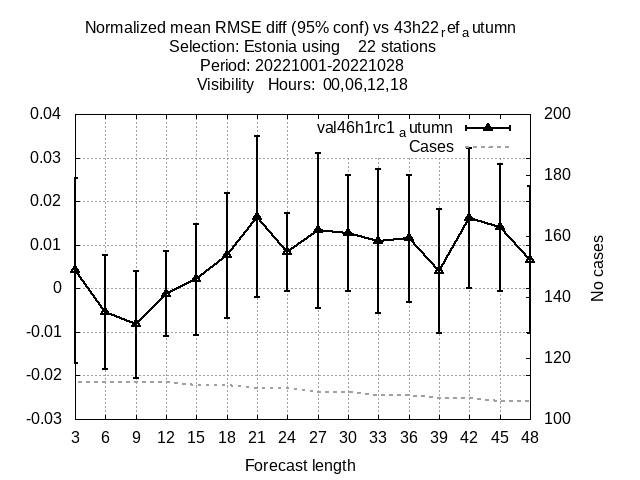 Normalized mean RMSE diff (95% conf) vs 43h22refautumn
Selection: Estonia using 22 stations
Period: 20221001-20221028
Visibility Hours: 00,06,12,18
val46h1rc1autumn
Cases
0.04
0.03
0.02
0.01
0
-0.01
-0.02
-0.03
200
180
160
140
120
100
No cases
3 6 9 12 15 18 21 24 27 30 33 36 39 42 45 48
Forecast length